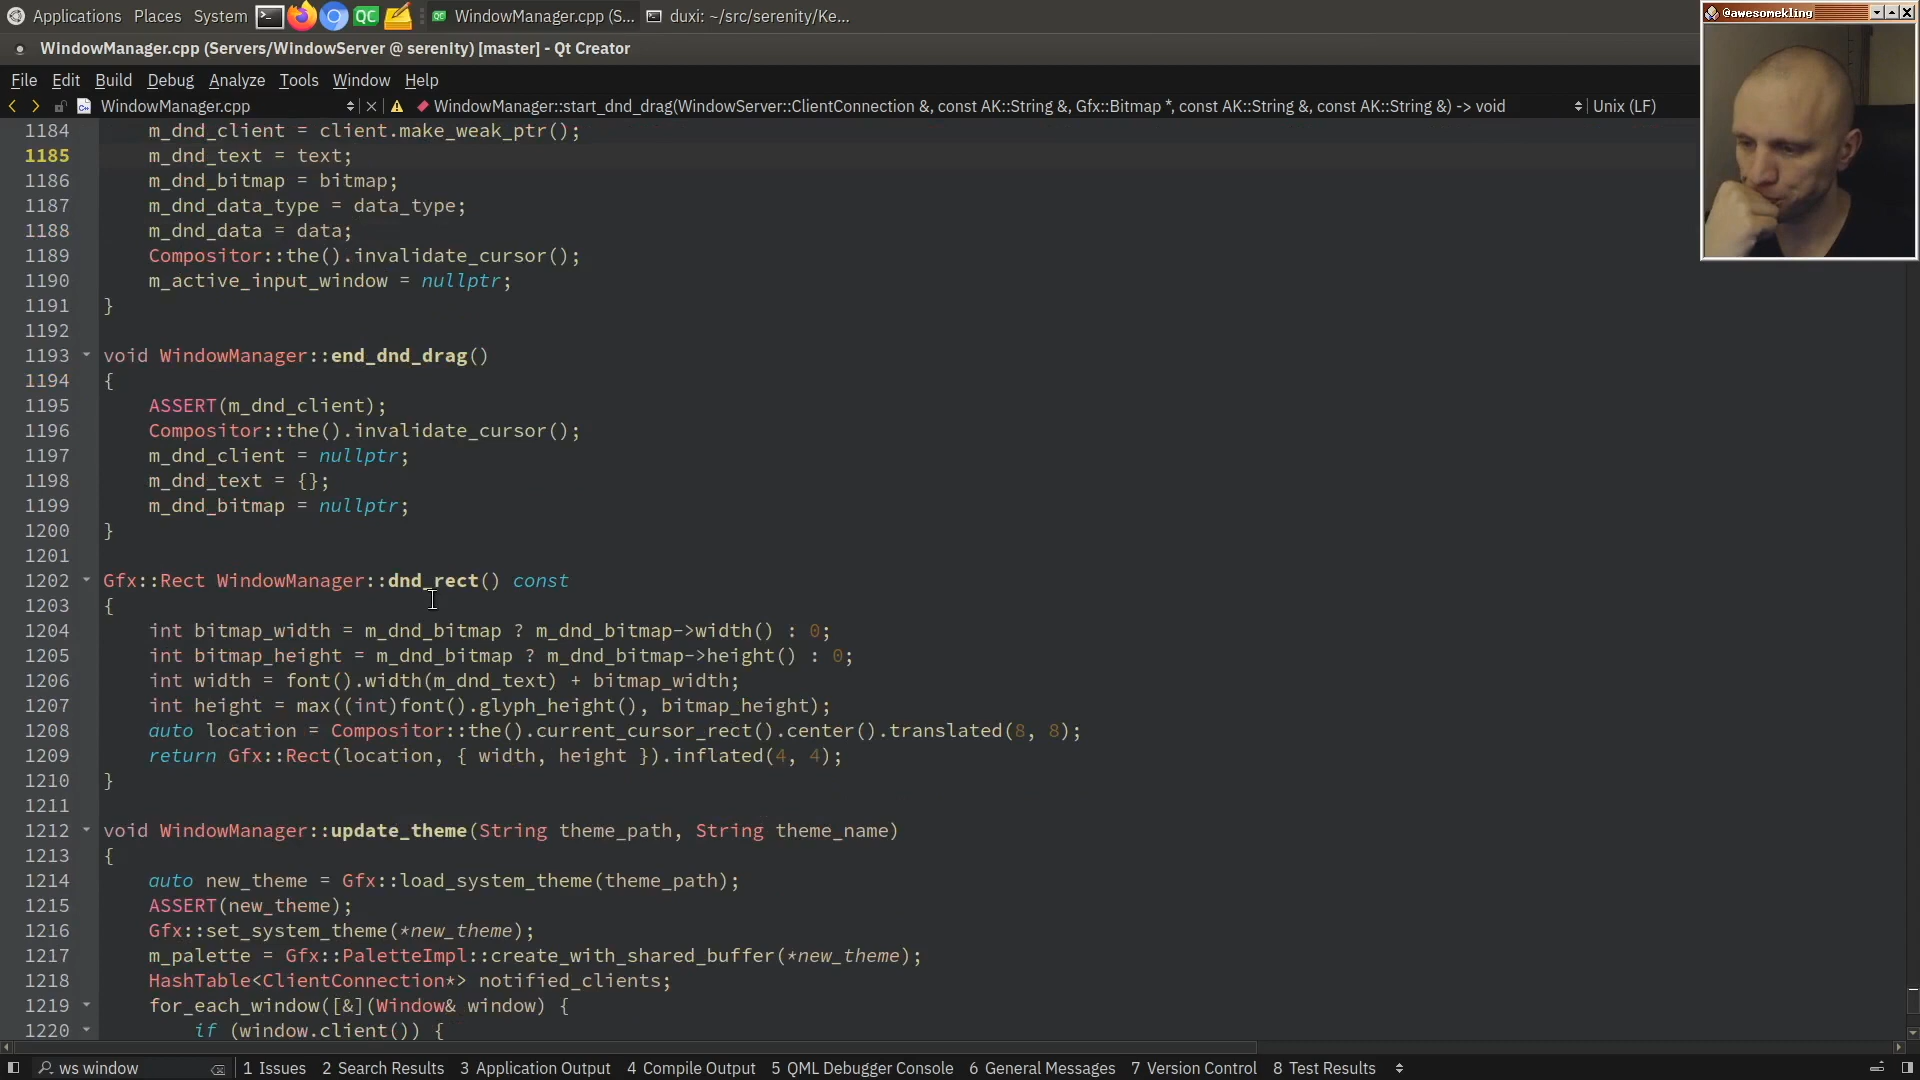 Applications Places System WindowManager.cpp (S... duxi: ~/src/serenity/Ke...
@awesomekling
WindowManager.cpp (Servers/WindowServer @ serenity) [master] - Qt Creator
File Edit Build Debug Analyze Tools Window Help
WindowManager.cpp WindowManager::start_dnd_drag(WindowServer::ClientConnection &, const AK::String &, Gfx::Bitmap *, const AK::String &, const AK::String &) -> void Unix (LF)
1184 m_dnd_client = client.make_weak_ptr();
1185 m_dnd_text = text;
1186 m_dnd_bitmap = bitmap;
1187 m_dnd_data_type = data_type;
1188 m_dnd_data = data;
1189 Compositor::the().invalidate_cursor();
1190 m_active_input_window = nullptr;
1191 }
1192
1193 void WindowManager::end_dnd_drag()
1194 {
1195 ASSERT(m_dnd_client);
1196 Compositor::the().invalidate_cursor();
1197 m_dnd_client = nullptr;
1198 m_dnd_text = {};
1199 m_dnd_bitmap = nullptr;
1200 }
1201
1202 Gfx::Rect WindowManager::dnd_rect() const
1203 {
1204 int bitmap_width = m_dnd_bitmap ? m_dnd_bitmap->width() : 0;
1205 int bitmap_height = m_dnd_bitmap ? m_dnd_bitmap->height() : 0;
1206 int width = font().width(m_dnd_text) + bitmap_width;
1207 int height = max((int)font().glyph_height(), bitmap_height);
1208 auto location = Compositor::the().current_cursor_rect().center().translated(8, 8);
1209 return Gfx::Rect(location, { width, height }).inflated(4, 4);
1210 }
1211
1212 void WindowManager::update_theme(String theme_path, String theme_name)
1213 {
1214 auto new_theme = Gfx::load_system_theme(theme_path);
1215 ASSERT(new_theme);
1216 Gfx::set_system_theme(*new_theme);
1217 m_palette = Gfx::PaletteImpl::create_with_shared_buffer(*new_theme);
1218 HashTable<ClientConnection*> notified_clients;
1219 for_each_window([&](Window& window) {
1220 if (window.client()) {
ws window 1 Issues 2 Search Results 3 Application Output 4 Compile Output 5 QML Debugger Console 6 General Messages 7 Version Control 8 Test Results